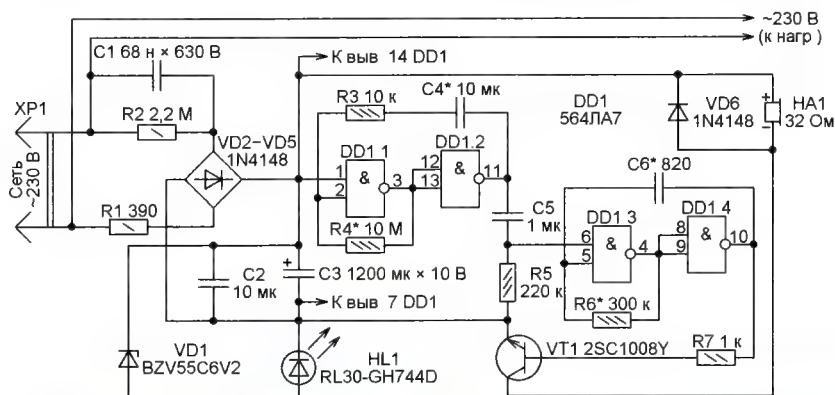 ~230 В
(к нагр)
С1 68 н × 630 В
К выв 14 DD1
XP1
R2 2,2 М
VD2–VD5
1N4148
Сеть
~230 В
R1 390
R3 10 к
C4* 10 мк
DD1
564ЛА7
VD6
1N4148
HA1
32 Ом
+
–
DD1 1
&
1
2
3
DD1.2
&
12
13
11
R4* 10 М
C5
1 мк
C6* 820
DD1 3
&
6
5
4
DD1 4
&
8
9
10
R5
220 к
R6* 300 к
C2
10 мк
+
C3 1200 мк × 10 В
К выв 7 DD1
VD1
BZV55C6V2
HL1
RL30-GH744D
VT1 2SC1008Y
R7 1 к